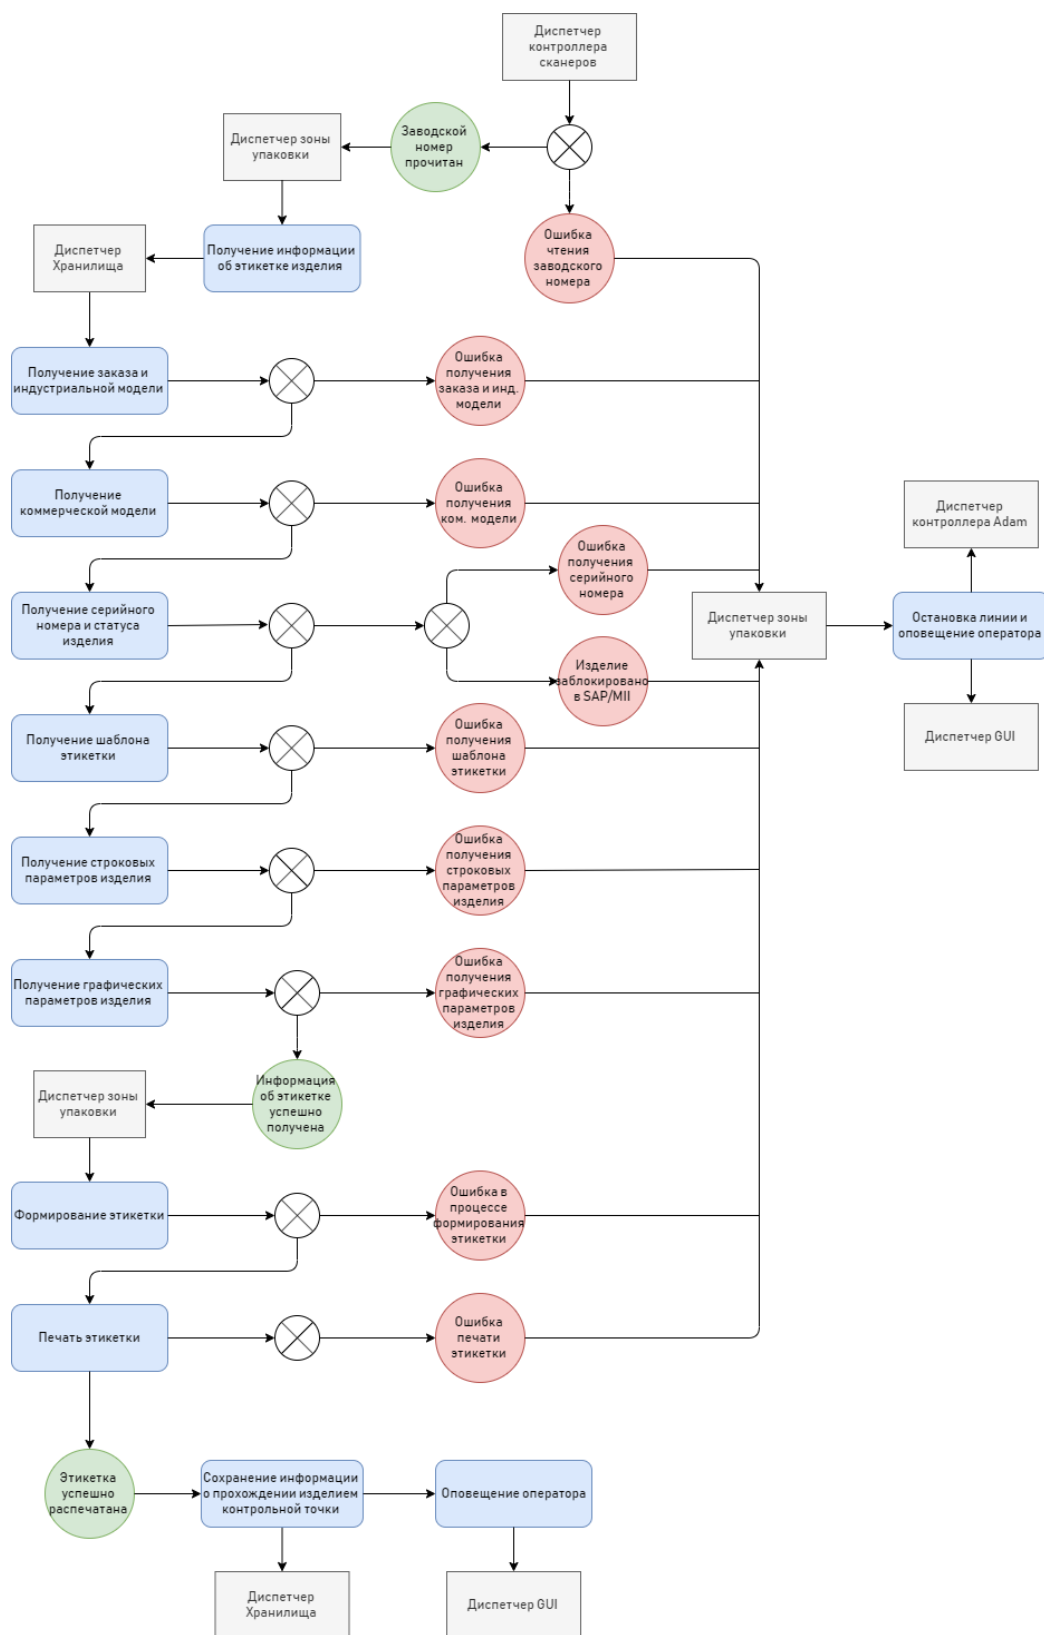 Диспетчер
контроллера
сканеров
Заводской
номер
прочитан
Диспетчер зоны
упаковки
Ошибка
чтения
заводского
номера
Получение информации
об этикетке изделия
Диспетчер
Хранилища
Получение заказа и
индустриальной модели
Ошибка
получения
заказа и инд.
модели
Получение
коммерческой модели
Ошибка
получения
ком. модели
Диспетчер
контроллера Adam
Ошибка
получения
серийного
номера
Получение серийного
номера и статуса
изделия
Диспетчер зоны
упаковки
Остановка линии и
оповещение оператора
Изделие
заблокировано
в SAP/MII
Получение шаблона
этикетки
Ошибка
получения
шаблона
этикетки
Диспетчер GUI
Получение строковых
параметров изделия
Ошибка
получения
строковых
параметров
изделия
Получение графических
параметров изделия
Ошибка
получения
графических
параметров
изделия
Информация
об этикетке
успешно
получена
Диспетчер зоны
упаковки
Формирование этикетки
Ошибка в
процессе
формирования
этикетки
Печать этикетки
Ошибка
печати
этикетки
Этикетка
успешно
распечатана
Сохранение информации
о прохождении изделием
контрольной точки
Оповещение оператора
Диспетчер
Хранилища
Диспетчер GUI